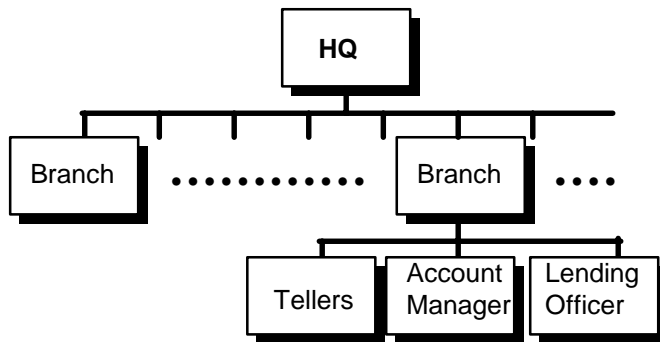 HQ
Branch
Branch
Tellers
Account
Manager
Lending
Officer